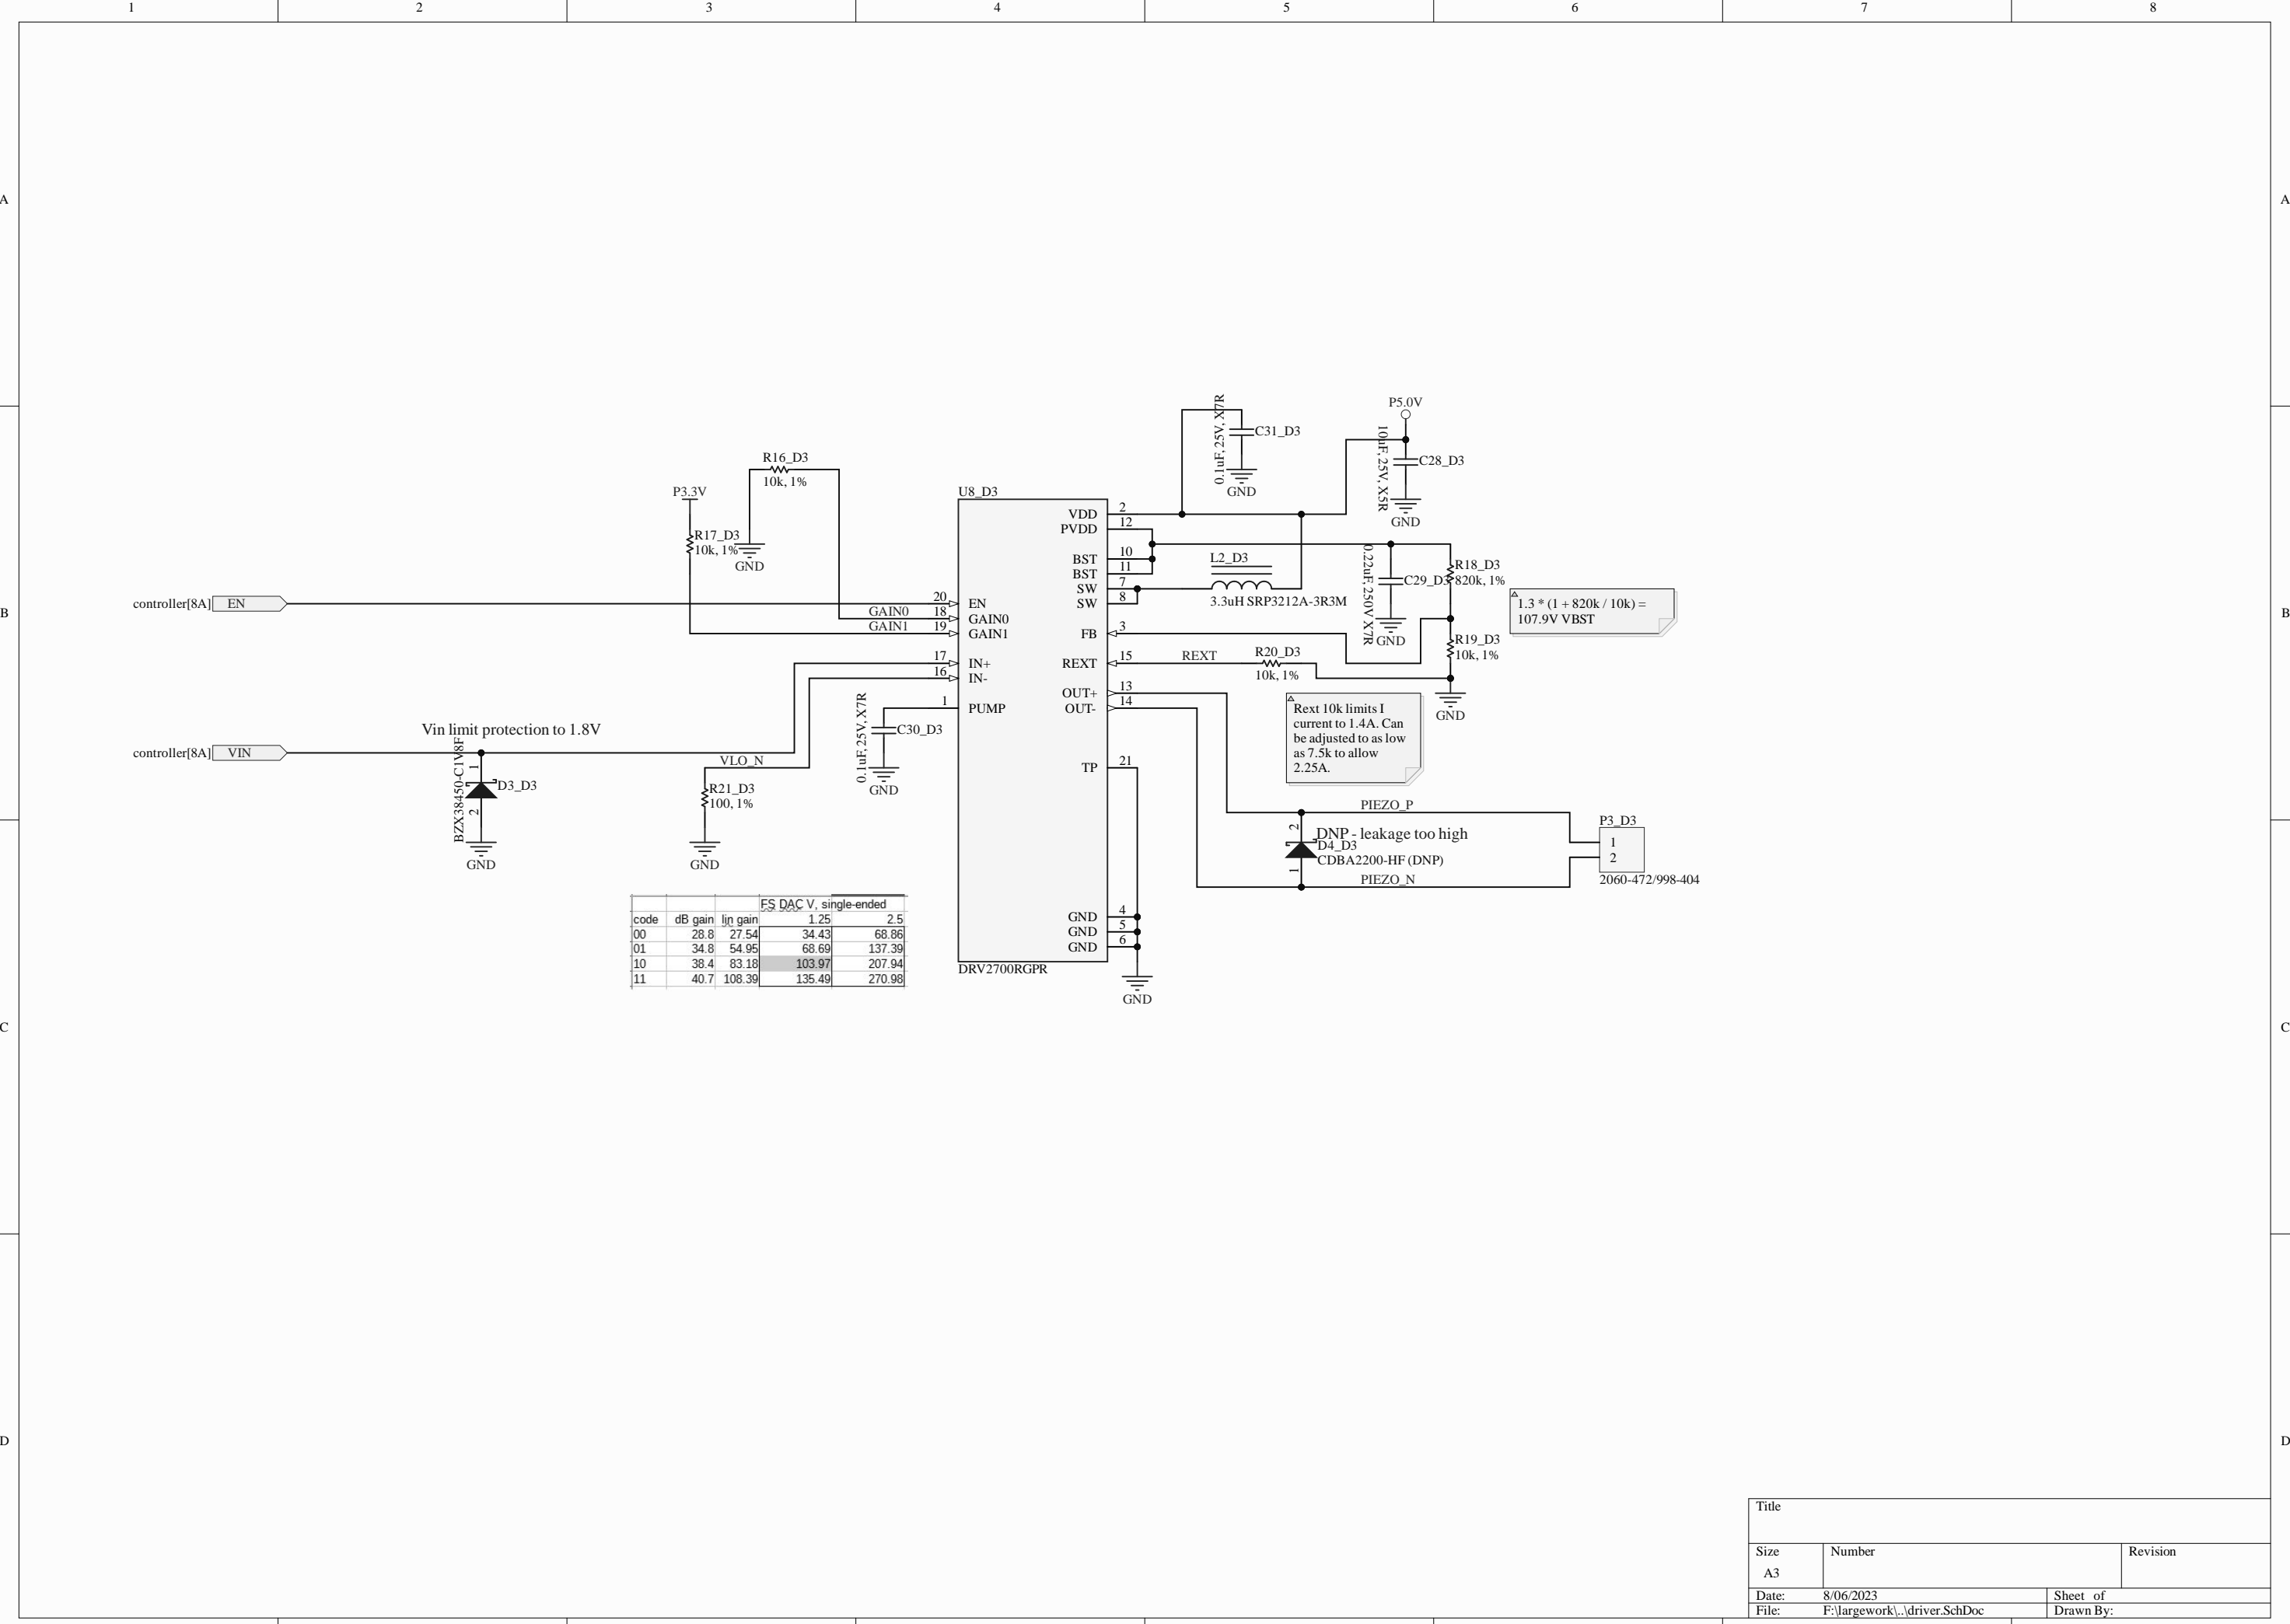 1 2 3 4 5 6 7 8
A A
P5.0V
0.1uF, 25V, X7R
C31_D3
10uF, 25V, X5R
C28_D3
GND
GND
R16_D3
10k, 1%
P3.3V
R17_D3
10k, 1%
GND
U8_D3
VDD 2
PVDD 12
BST 10
BST 11
SW 7
SW 8
FB 3
REXT 15
OUT+ 13
OUT- 14
TP 21
GND 4
GND 5
GND 6
20 EN
18 GAIN0
19 GAIN1
17 IN+
16 IN-
1 PUMP
DRV2700RGPR
GND
GAIN0
GAIN1
L2_D3
3.3uH SRP3212A-3R3M
0.22uF, 250V X7R
C29_D3
GND
R18_D3
820k, 1%
R19_D3
10k, 1%
GND
1.3 * (1 + 820k / 10k) =
107.9V VBST
B B
controller[8A] EN
REXT
R20_D3
10k, 1%
Rext 10k limits I
current to 1.4A. Can
be adjusted to as low
as 7.5k to allow
2.25A.
Vin limit protection to 1.8V
controller[8A] VIN
BZX38450-C1V8F
1
2
D3_D3
GND
VLO_N
R21_D3
100, 1%
GND
0.1uF, 25V, X7R
C30_D3
GND
PIEZO_P
2
DNP - leakage too high
D4_D3
CDBA2200-HF (DNP)
1
PIEZO_N
P3_D3
1
2
2060-472/998-404
FS DAC V, single-ended
code dB gain lin gain 1.25 2.5
00 28.8 27.54 34.43 68.86
01 34.8 54.95 68.69 137.39
10 38.4 83.18 103.97 207.94
11 40.7 108.39 135.49 270.98
C C
D D
Title
Size Number Revision
A3
Date: 8/06/2023 Sheet of
File: F:\largework\..\driver.SchDoc Drawn By: